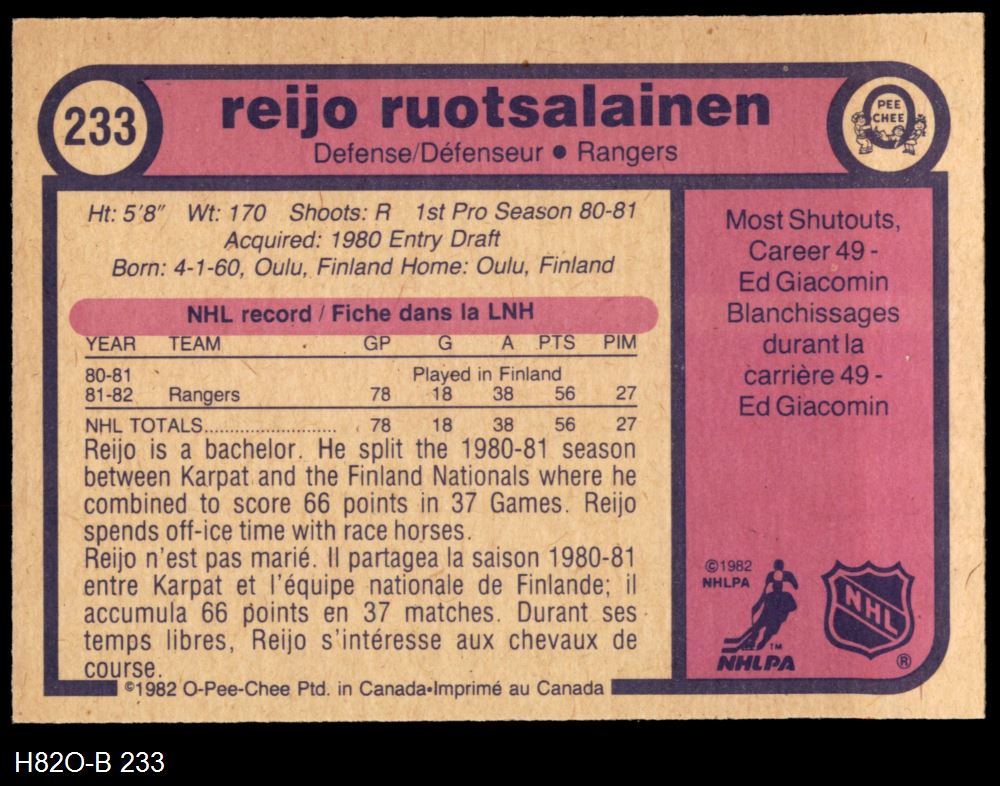 233
reijo ruotsalainen
Defense/Défenseur • Rangers
PEE
CHEE
Ht: 5'8" Wt: 170 Shoots: R 1st Pro Season 80-81
Acquired: 1980 Entry Draft
Born: 4-1-60, Oulu, Finland Home: Oulu, Finland
NHL record / Fiche dans la LNH
YEAR TEAM GP G A PTS PIM
80-81 Played in Finland
81-82 Rangers 78 18 38 56 27
NHL TOTALS............................ 78 18 38 56 27
Reijo is a bachelor. He split the 1980-81 season
between Karpat and the Finland Nationals where he
combined to score 66 points in 37 Games. Reijo
spends off-ice time with race horses.
Reijo n'est pas marié. Il partagea la saison 1980-81
entre Karpat et l'équipe nationale de Finlande; il
accumula 66 points en 37 matches. Durant ses
temps libres, Reijo s'intéresse aux chevaux de
course.
©1982 O-Pee-Chee Ptd. in Canada•Imprimé au Canada
Most Shutouts,
Career 49 -
Ed Giacomin
Blanchissages
durant la
carrière 49 -
Ed Giacomin
©1982
NHLPA
TM
NHLPA
NHL
®
H82O-B 233